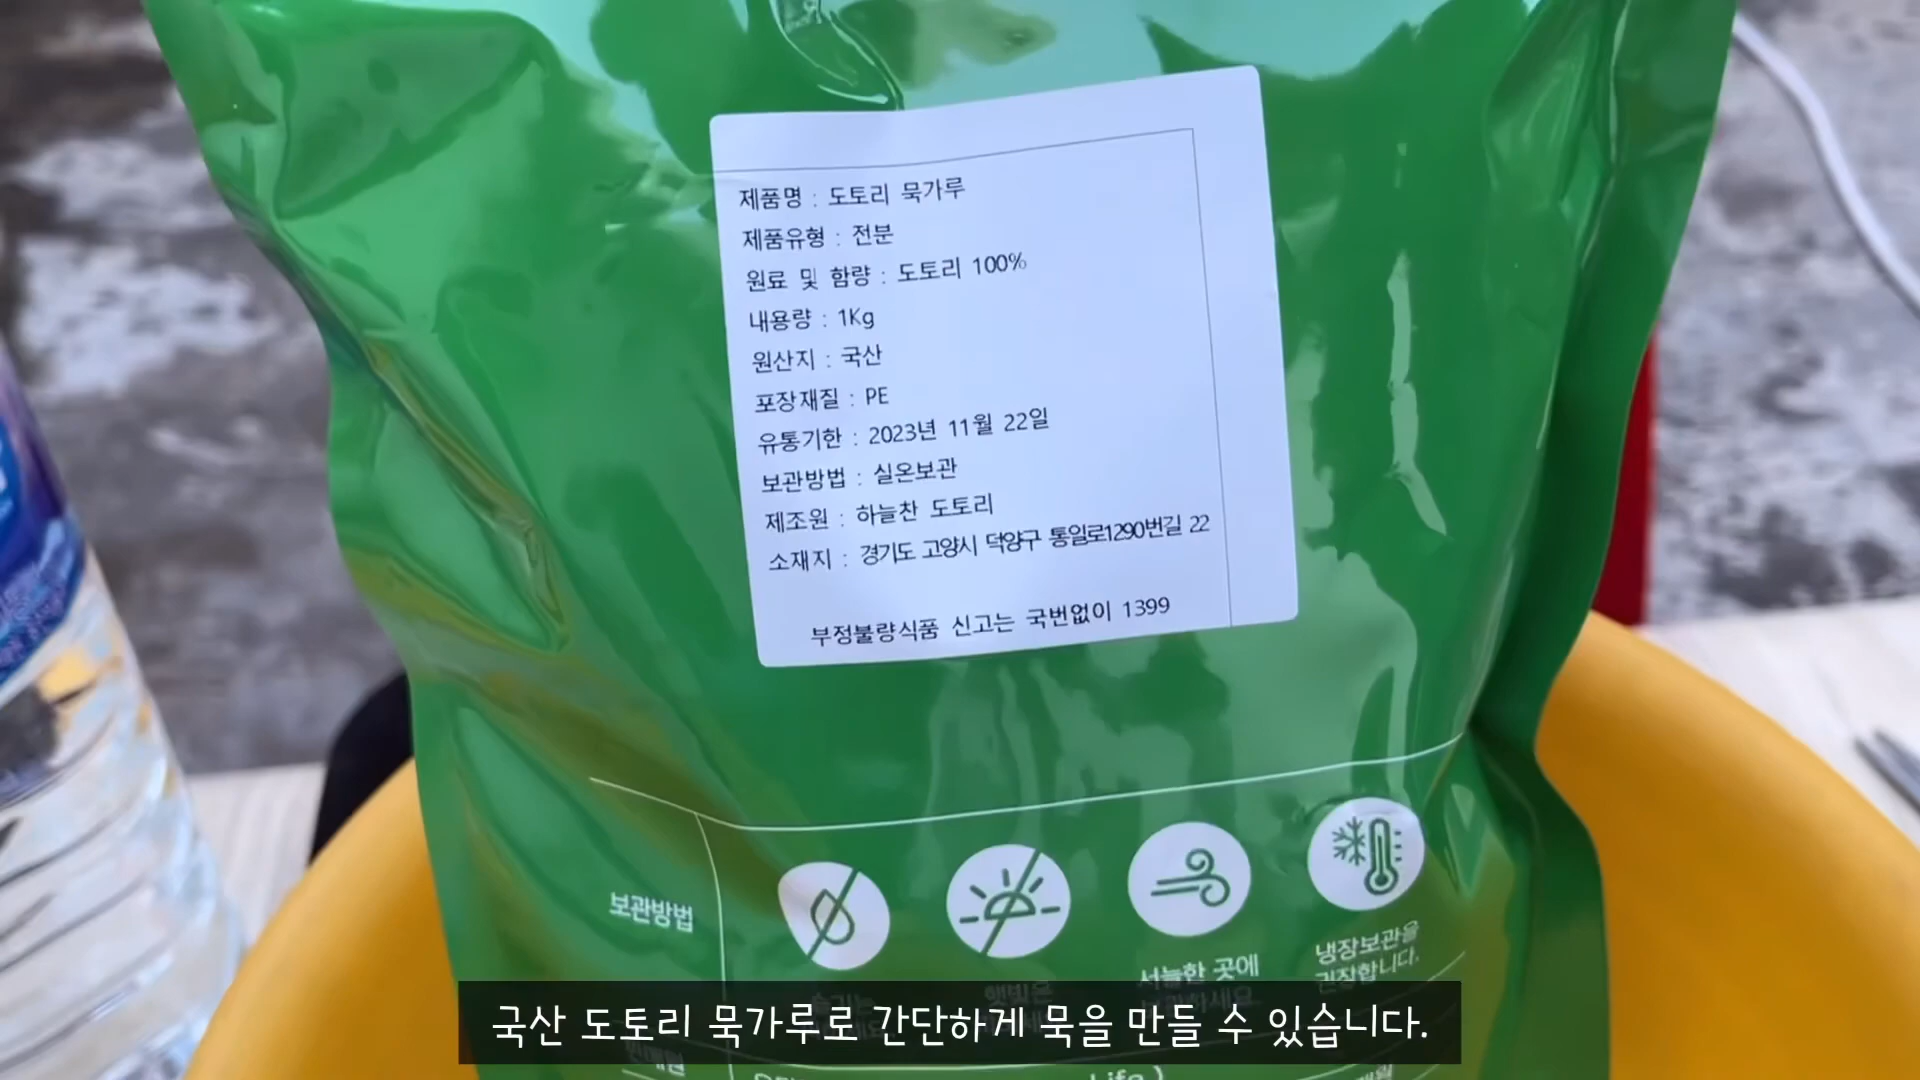 제품명 : 도토리 묵가루
제품유형 : 전분
원료 및 함량 : 도토리 100%
내용량 : 1Kg
원산지 : 국산
포장재질 : PE
유통기한 : 2023년 11월 22일
보관방법 : 실온보관
제조원 : 하늘찬 도토리
소재지 : 경기도 고양시 덕양구 통일로1290번길 22
부정불량식품 신고는 국번없이 1399
보관방법
서늘한 곳에
냉장보관을
권장합니다.
국산 도토리 묵가루로 간단하게 묵을 만들 수 있습니다.